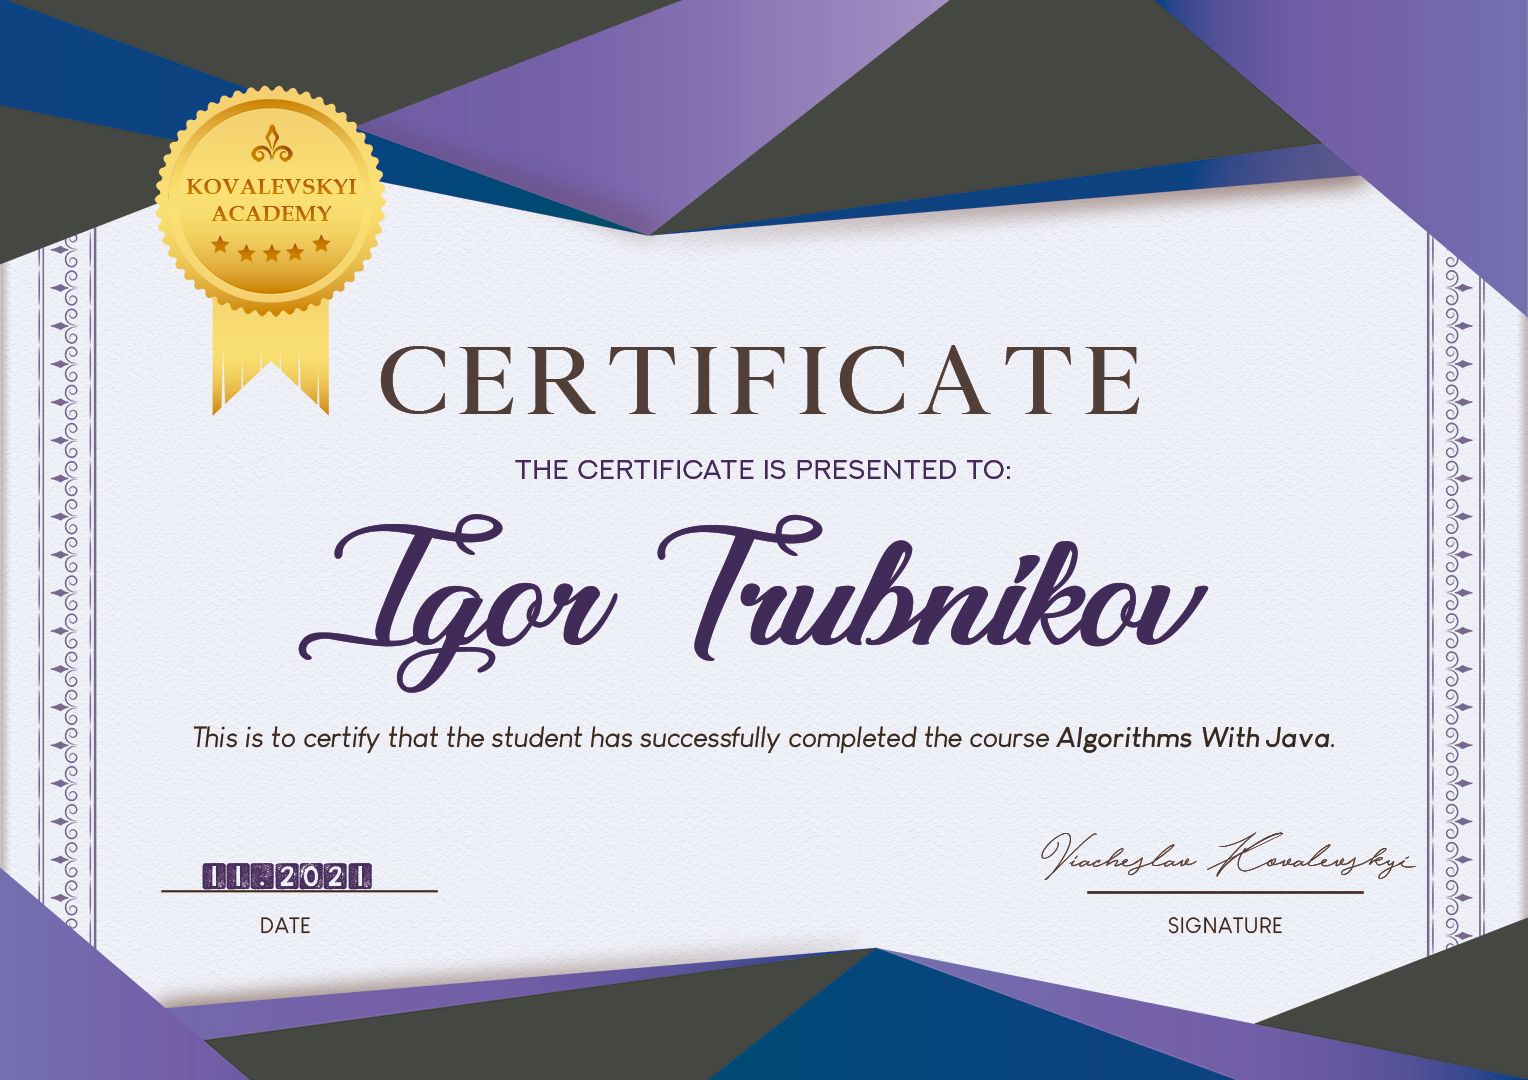 KOVALEVSKYI
ACADEMY
CERTIFICATE
THE CERTIFICATE IS PRESENTED TO:
Igor Trubnikov
This is to certify that the student has successfully completed the course Algorithms With Java.
11.2021
DATE
Viacheslav Kovalevskyi
SIGNATURE